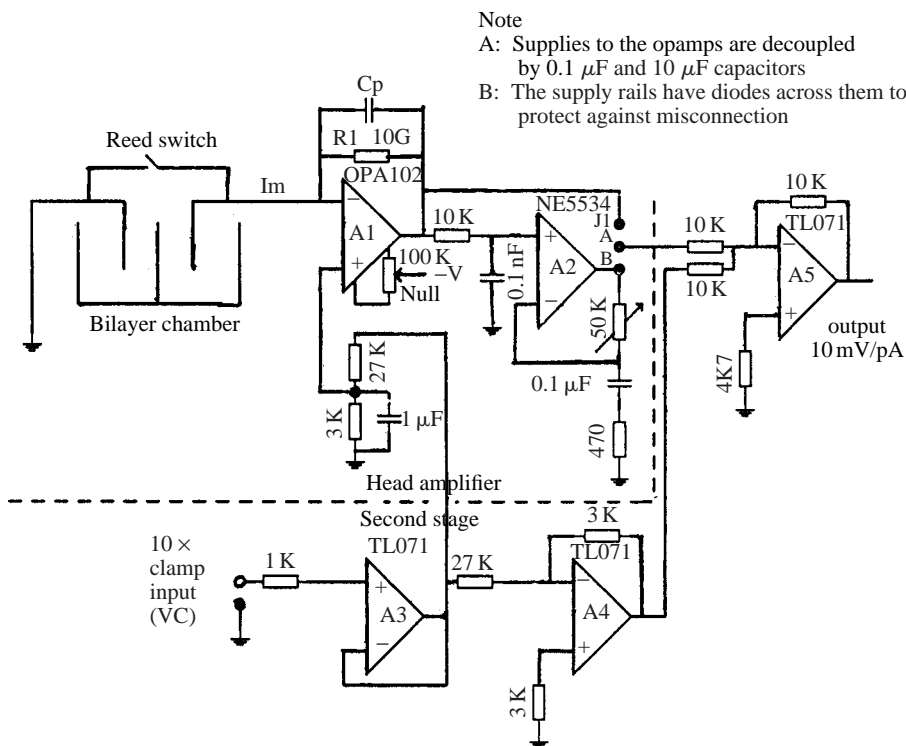 Note
A: Supplies to the opamps are decoupled
by 0.1 μF and 10 μF capacitors
B: The supply rails have diodes across them to
protect against misconnection
Cp
Reed switch
R1 10G
OPA102
Im
NE5534
J1
10 K
TL071
−
A1
+
10 K
100 K
−V
Null
0.1 nF
+
A2
−
A
B
10 K
10 K
−
A5
+
50 K
Bilayer chamber
output
10 mV/pA
27 K
4K7
0.1 μF
3 K
1 μF
470
Head amplifier
Second stage
3 K
TL071
10 ×
clamp
input
(VC)
1 K
TL071
27 K
+
A3
−
−
A4
+
3 K